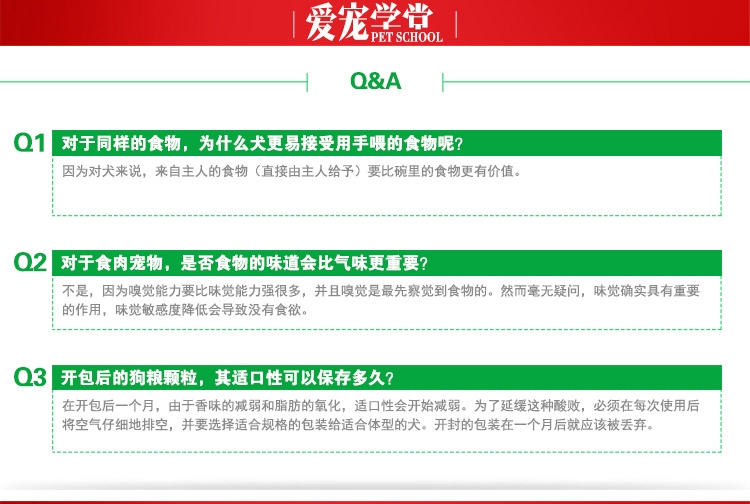 爱宠学堂
PET SCHOOL
Q&A
Q1 对于同样的食物，为什么犬更易接受用手喂的食物呢?
因为对犬来说，来自主人的食物（直接由主人给予）要比碗里的食物更有价值。
Q2 对于食肉宠物，是否食物的味道会比气味更重要?
不是，因为嗅觉能力要比味觉能力强很多，并且嗅觉是最先察觉到食物的。然而毫无疑问，味觉确实具有重要
的作用，味觉敏感度降低会导致没有食欲。
Q3 开包后的狗粮颗粒，其适口性可以保存多久?
在开包后一个月，由于香味的减弱和脂肪的氧化，适口性会开始减弱。为了延缓这种酸败，必须在每次使用后
将空气仔细地排空，并要选择适合规格的包装给适合体型的犬。开封的包装在一个月后就应该被丢弃。